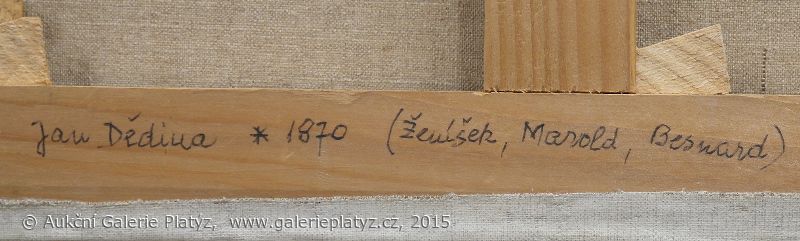 Jan Dědina * 1870 (Ženíšek, Marold, Besnard)
© Aukční Galerie Platýz, www.galerieplatyz.cz, 2015